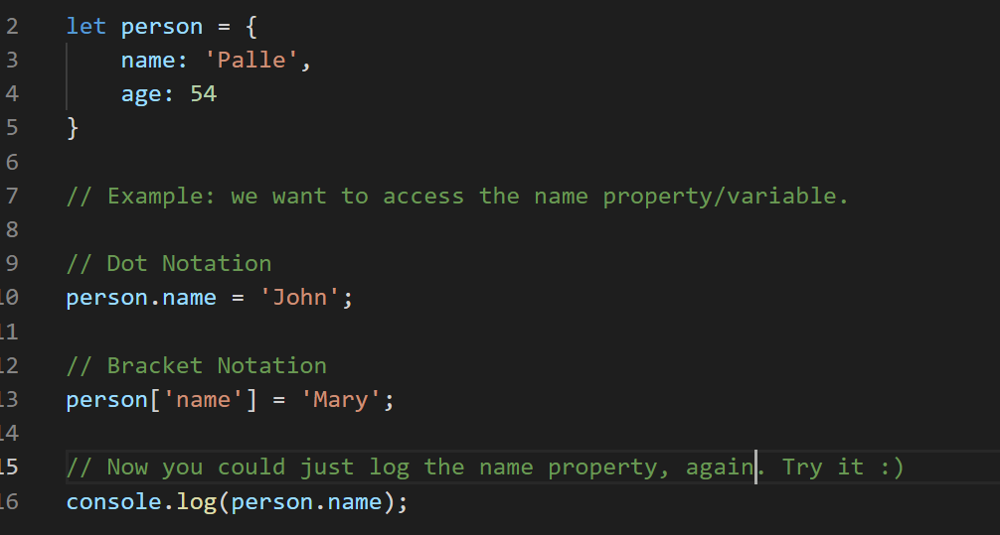 2 let person = {
3 name: 'Palle',
4 age: 54
5 }
6
7 // Example: we want to access the name property/variable.
8
9 // Dot Notation
10 person.name = 'John';
11
12 // Bracket Notation
13 person['name'] = 'Mary';
14
15 // Now you could just log the name property, again. Try it :)
16 console.log(person.name);